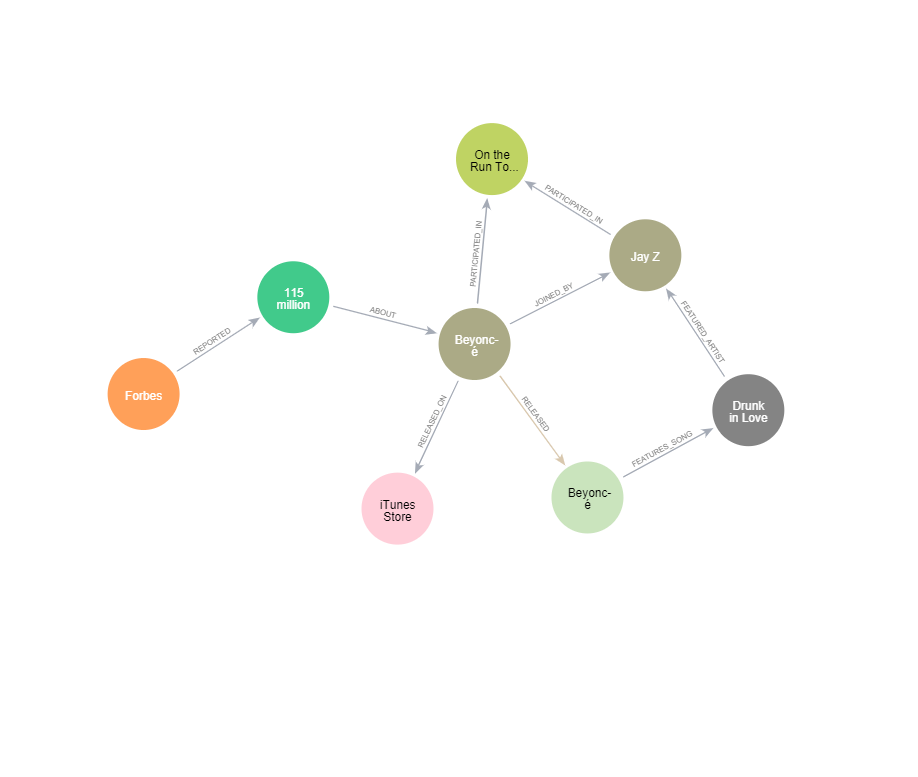 On the
Run To...
PARTICIPATED_IN
PARTICIPATED_IN
Jay Z
115
million
JOINED_BY
ABOUT
REPORTED
FEATURED_ARTIST
Beyonc-
é
Forbes
RELEASED_ON
RELEASED
Drunk
in Love
FEATURES_SONG
iTunes
Store
Beyonc-
é